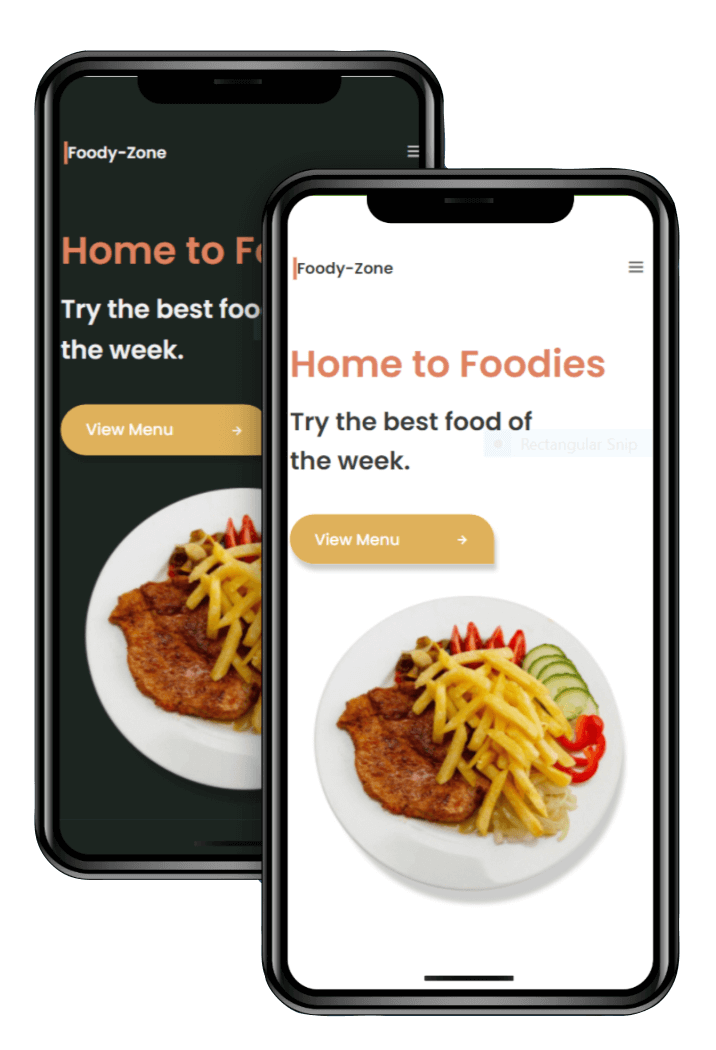 Foody-Zone
Home to Fo
Try the best foo
the week.
View Menu →
Foody-Zone
Home to Foodies
Try the best food of
the week.
Rectangular Snip
View Menu →